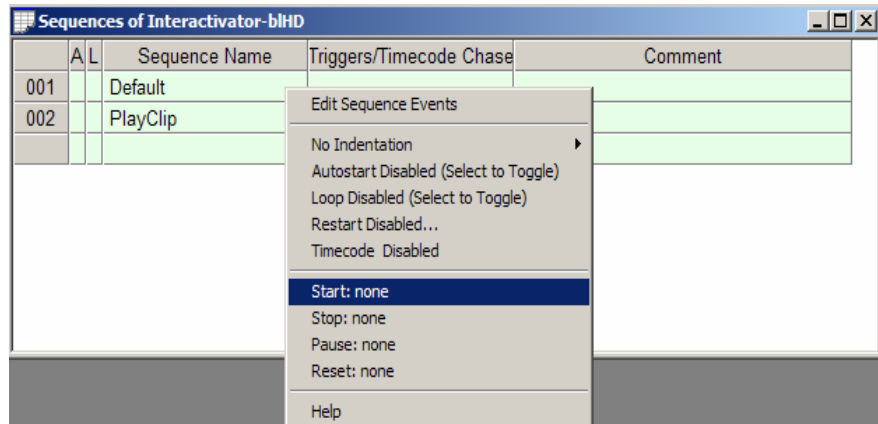 Sequences of Interactivator-blHD
A L Sequence Name Triggers/Timecode Chase Comment
001 Default
002 PlayClip
Edit Sequence Events
No Indentation
Autostart Disabled (Select to Toggle)
Loop Disabled (Select to Toggle)
Restart Disabled...
Timecode Disabled
Start: none
Stop: none
Pause: none
Reset: none
Help